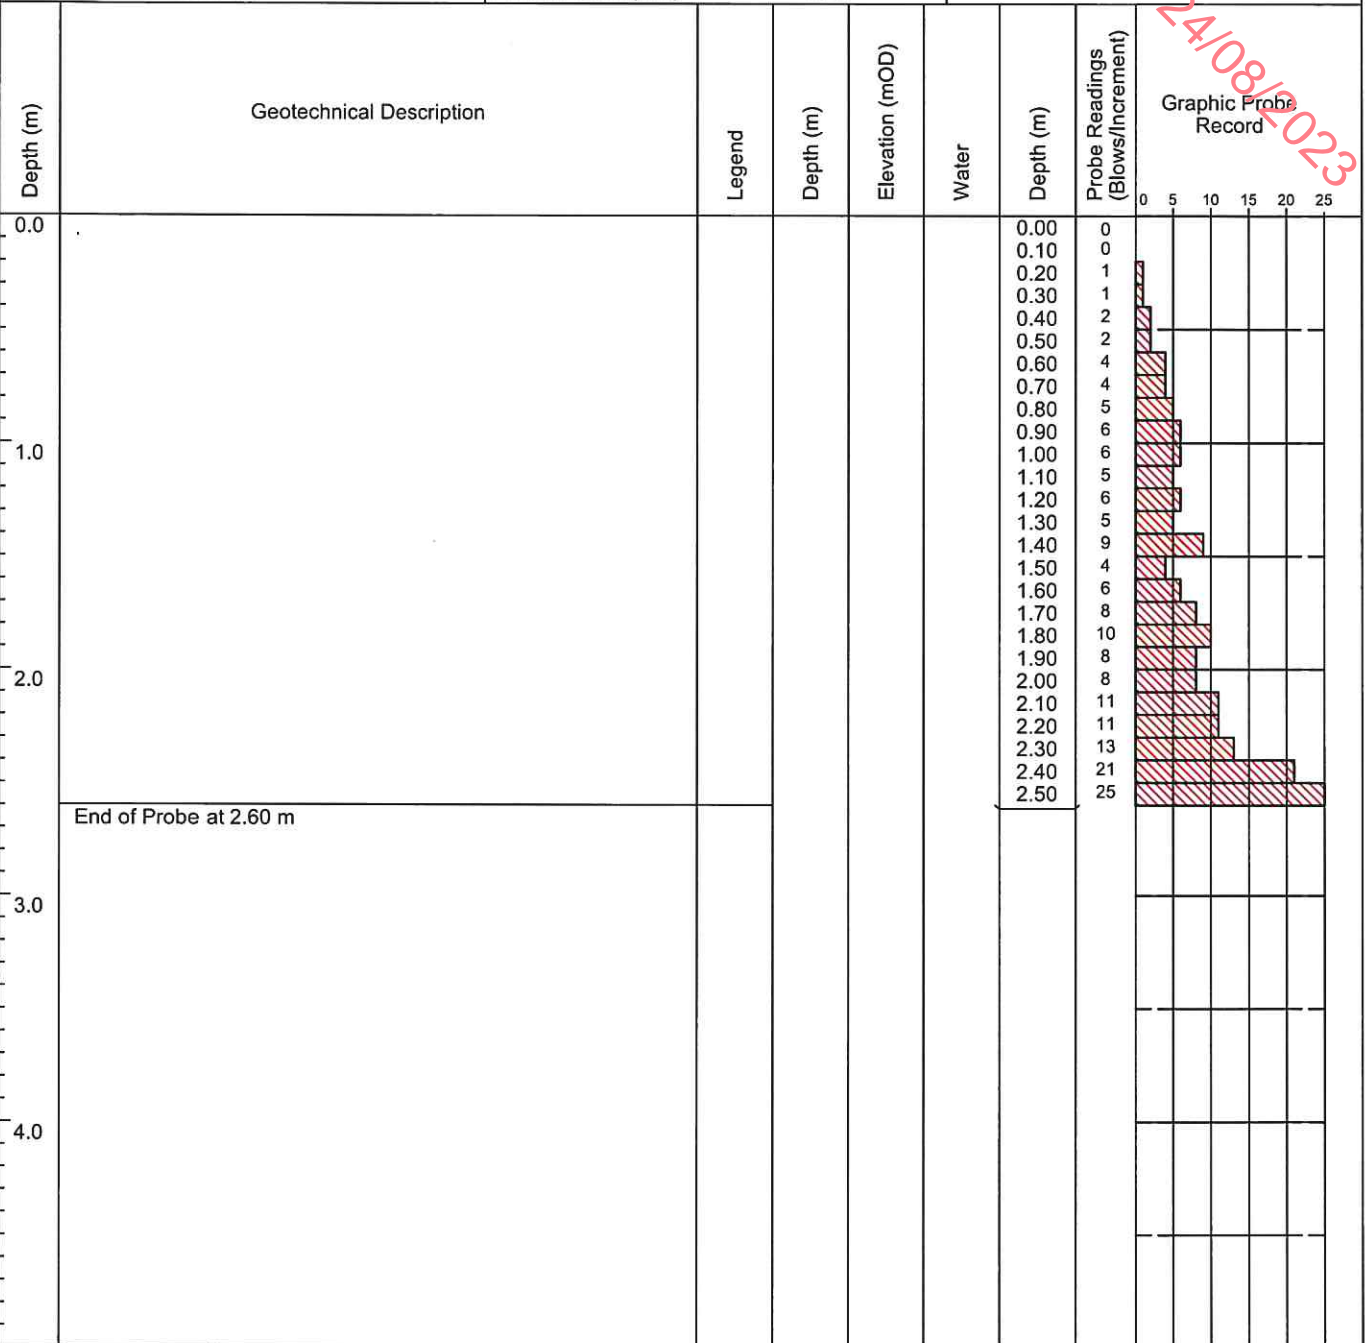 Depth (m)
Geotechnical Description
Legend
Depth (m)
Elevation (mOD)
Water
Depth (m)
Probe Readings
(Blows/Increment)
Graphic Probe
Record
24/08/2023
0 5 10 15 20 25
0.0
0.00 0
0.10 0
0.20 1
0.30 1
0.40 2
0.50 2
0.60 4
0.70 4
0.80 5
0.90 6
1.0
1.00 6
1.10 5
1.20 6
1.30 5
1.40 9
1.50 4
1.60 6
1.70 8
1.80 10
1.90 8
2.0
2.00 8
2.10 11
2.20 11
2.30 13
2.40 21
2.50 25
End of Probe at 2.60 m
3.0
4.0